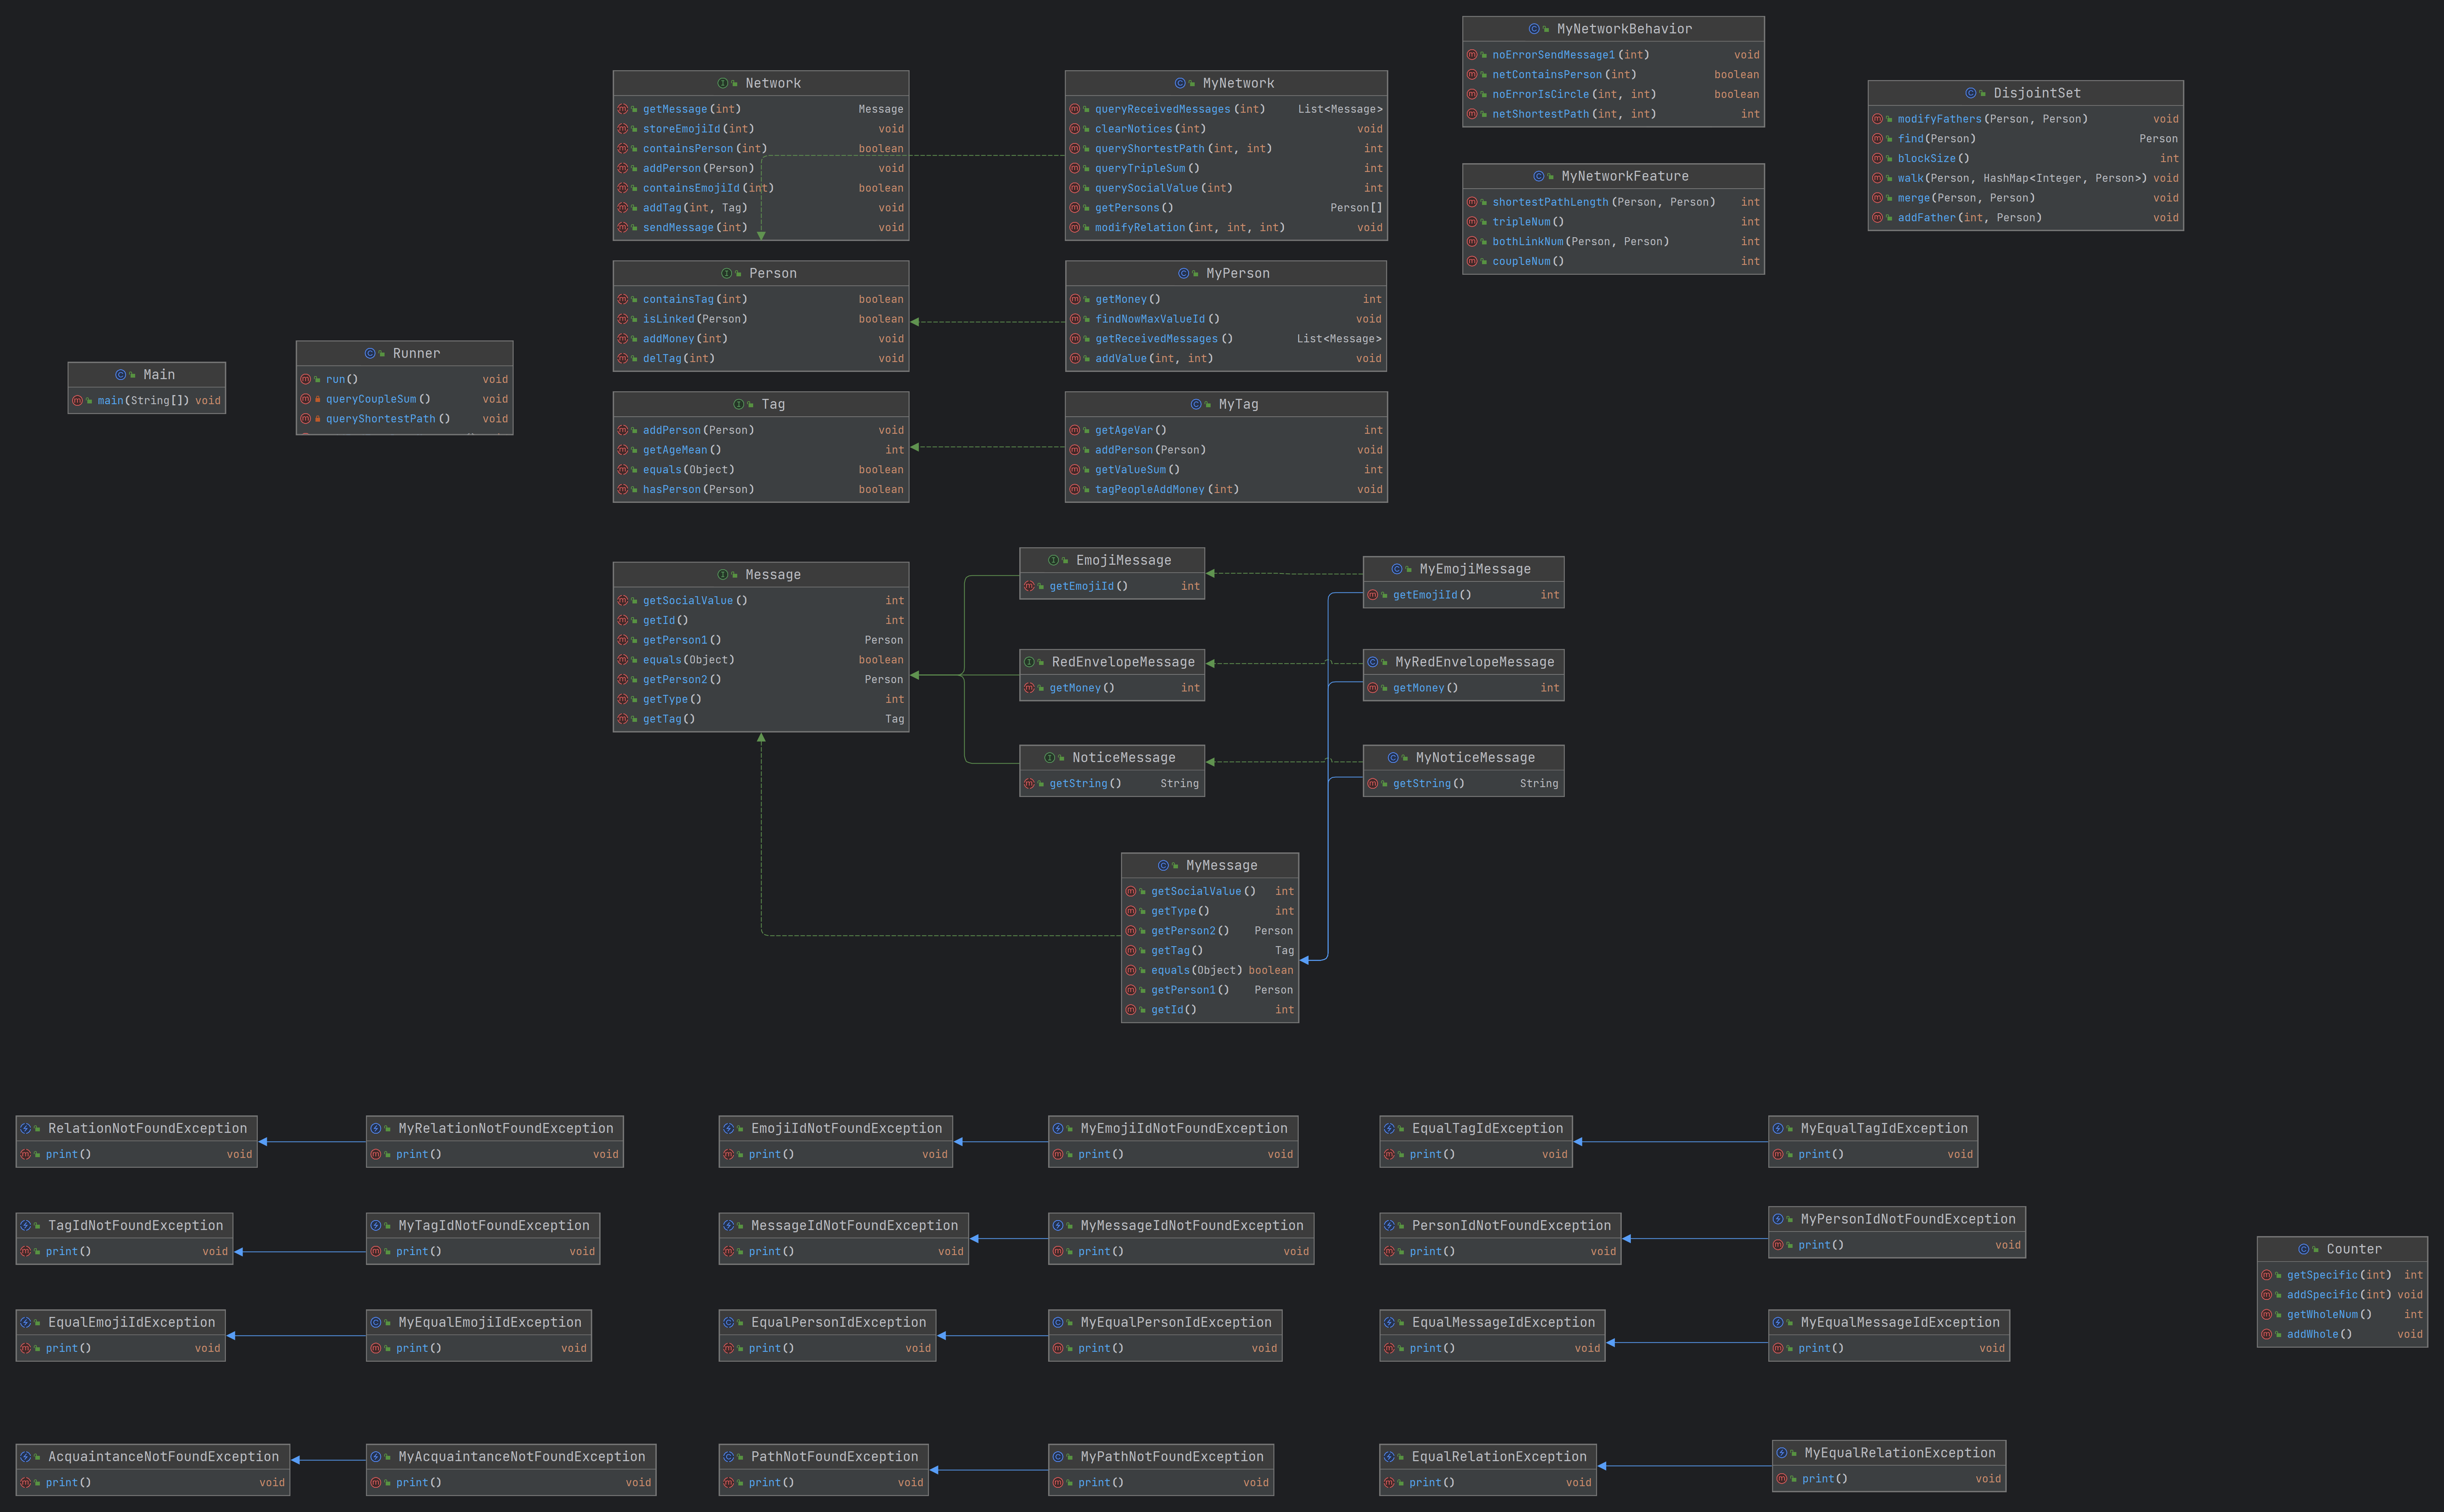 MyNetworkBehavior
noErrorSendMessage1(int) void
netContainsPerson(int) boolean
noErrorIsCircle(int, int) boolean
netShortestPath(int, int) int
Network
getMessage(int) Message
storeEmojiId(int) void
containsPerson(int) boolean
addPerson(Person) void
containsEmojiId(int) boolean
addTag(int, Tag) void
sendMessage(int) void
MyNetwork
queryReceivedMessages(int) List<Message>
clearNotices(int) void
queryShortestPath(int, int) int
queryTripleSum() int
querySocialValue(int) int
getPersons() Person[]
modifyRelation(int, int, int) void
DisjointSet
modifyFathers(Person, Person) void
find(Person) Person
blockSize() int
walk(Person, HashMap<Integer, Person>) void
merge(Person, Person) void
addFather(int, Person) void
MyNetworkFeature
shortestPathLength(Person, Person) int
tripleNum() int
bothLinkNum(Person, Person) int
coupleNum() int
Person
containsTag(int) boolean
isLinked(Person) boolean
addMoney(int) void
delTag(int) void
MyPerson
getMoney() int
findNowMaxValueId() void
getReceivedMessages() List<Message>
addValue(int, int) void
Main
main(String[]) void
Runner
run() void
queryCoupleSum() void
queryShortestPath() void
Tag
addPerson(Person) void
getAgeMean() int
equals(Object) boolean
hasPerson(Person) boolean
MyTag
getAgeVar() int
addPerson(Person) void
getValueSum() int
tagPeopleAddMoney(int) void
Message
getSocialValue() int
getId() int
getPerson1() Person
equals(Object) boolean
getPerson2() Person
getType() int
getTag() Tag
EmojiMessage
getEmojiId() int
MyEmojiMessage
getEmojiId() int
RedEnvelopeMessage
getMoney() int
MyRedEnvelopeMessage
getMoney() int
NoticeMessage
getString() String
MyNoticeMessage
getString() String
MyMessage
getSocialValue() int
getType() int
getPerson2() Person
getTag() Tag
equals(Object) boolean
getPerson1() Person
getId() int
RelationNotFoundException
print() void
MyRelationNotFoundException
print() void
EmojiIdNotFoundException
print() void
MyEmojiIdNotFoundException
print() void
EqualTagIdException
print() void
MyEqualTagIdException
print() void
TagIdNotFoundException
print() void
MyTagIdNotFoundException
print() void
MessageIdNotFoundException
print() void
MyMessageIdNotFoundException
print() void
PersonIdNotFoundException
print() void
MyPersonIdNotFoundException
print() void
Counter
getSpecific(int) int
addSpecific(int) void
getWholeNum() int
addWhole() void
EqualEmojiIdException
print() void
MyEqualEmojiIdException
print() void
EqualPersonIdException
print() void
MyEqualPersonIdException
print() void
EqualMessageIdException
print() void
MyEqualMessageIdException
print() void
AcquaintanceNotFoundException
print() void
MyAcquaintanceNotFoundException
print() void
PathNotFoundException
print() void
MyPathNotFoundException
print() void
EqualRelationException
print() void
MyEqualRelationException
print() void